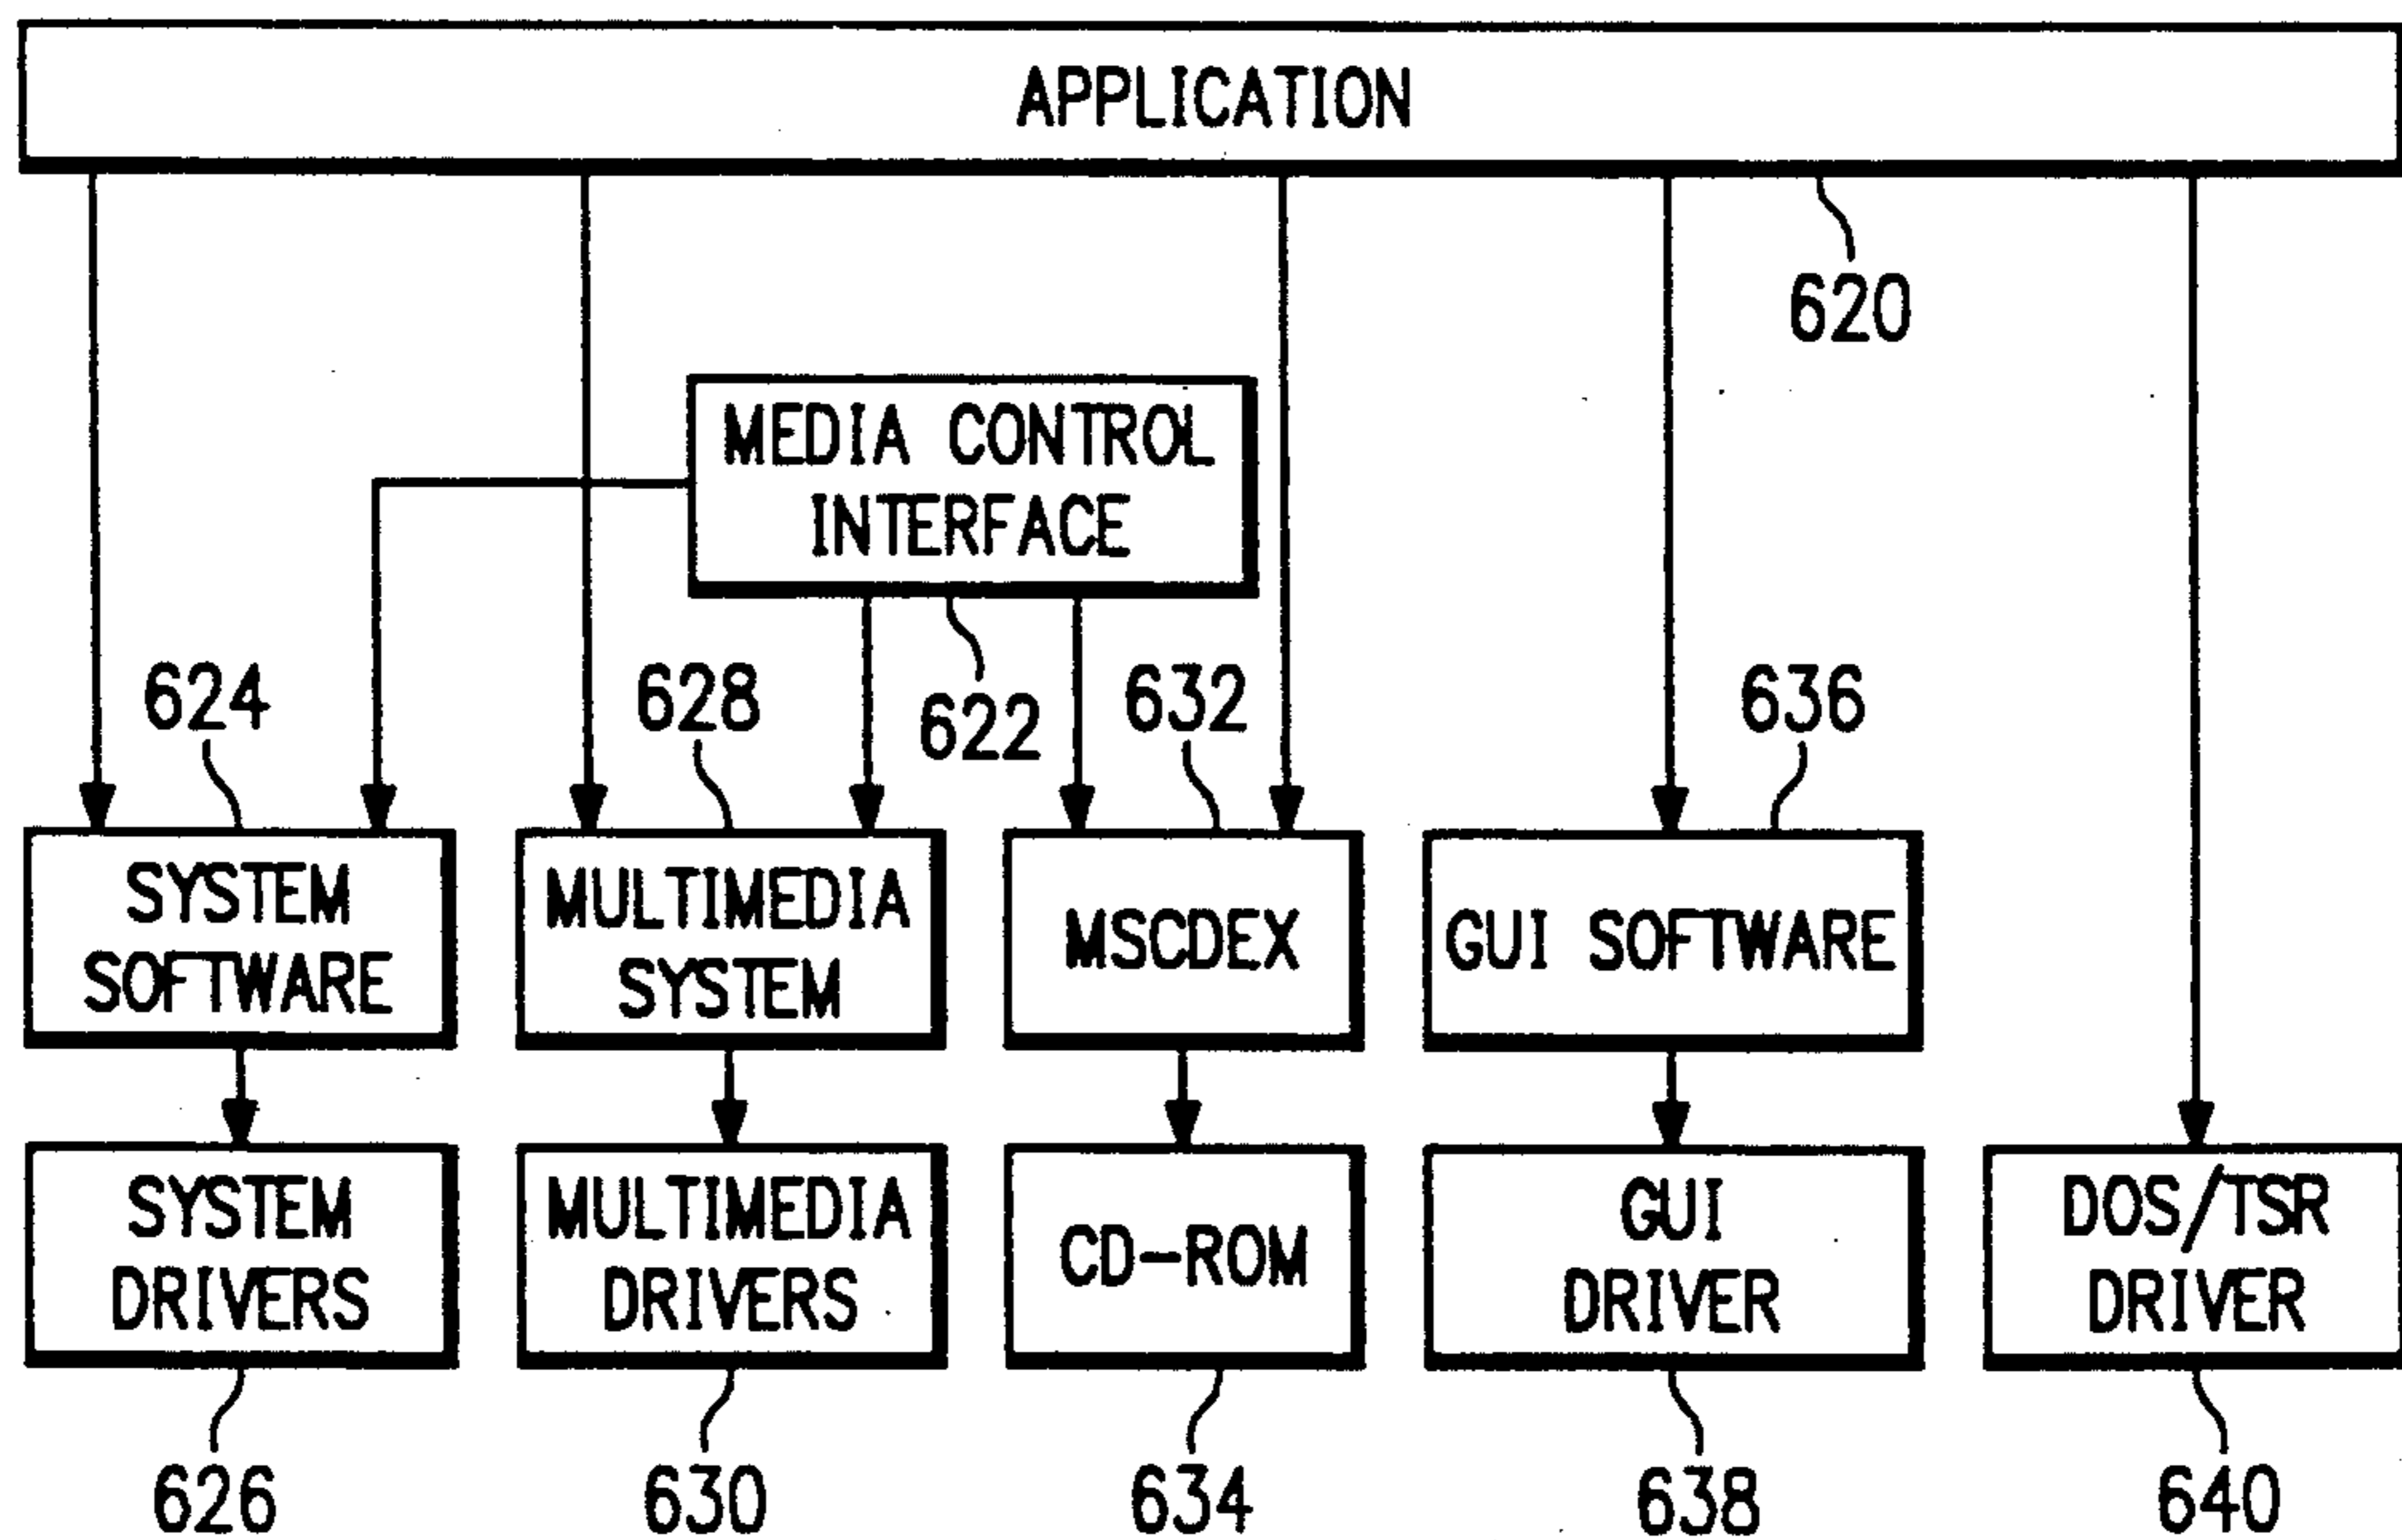 APPLICATION
620
MEDIA CONTROL
INTERFACE
624
628
622
632
636
SYSTEM
SOFTWARE
MULTIMEDIA
SYSTEM
MSCDEX
GUI SOFTWARE
SYSTEM
DRIVERS
MULTIMEDIA
DRIVERS
CD-ROM
GUI
DRIVER
DOS/TSR
DRIVER
626
630
634
638
640